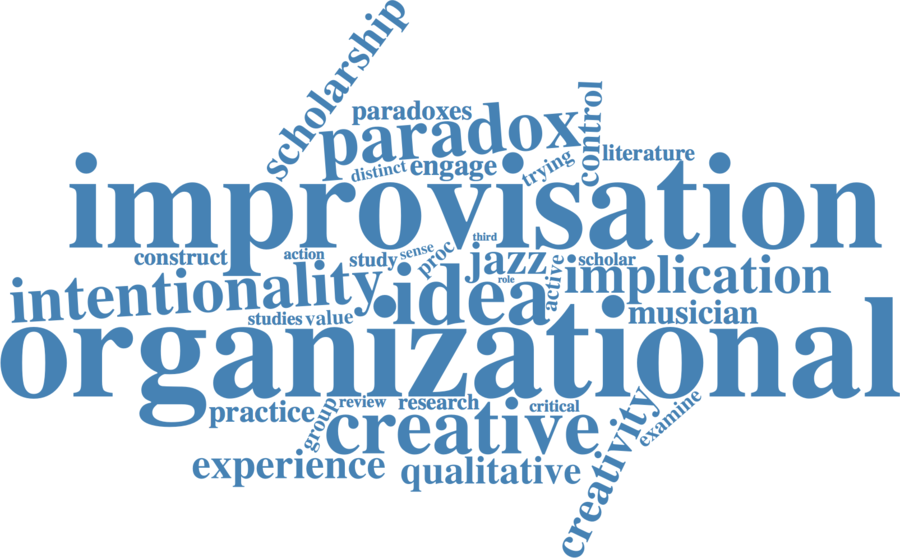 scholarship
paradoxes
control
paradox
literature
distinct
engage
trying
improvisation
third
construct
action
study
sense
proc
jazz
scholar
intentionality
idea
role
active
implication
studies
value
musician
organizational
practice
group
review
research
critical
creativity
examine
creative
experience
qualitative